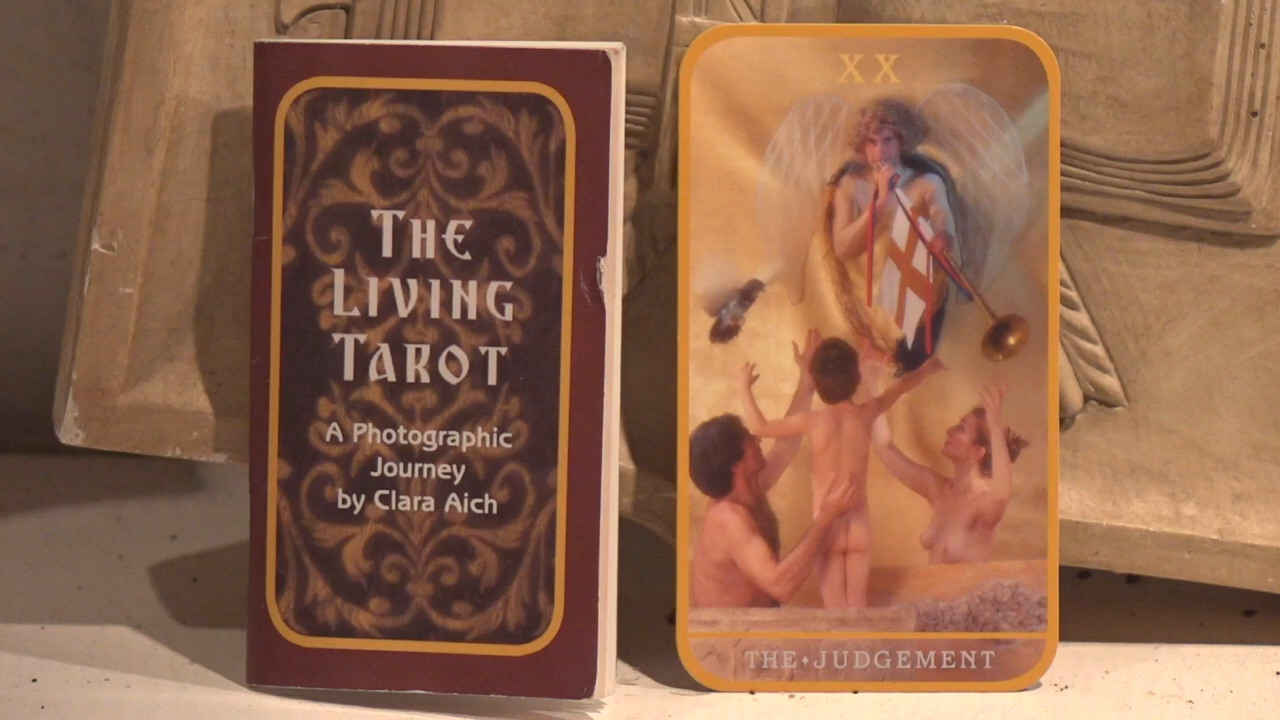 THE
LIVING
TAROT
A Photographic
Journey
by Clara Aich
XX
THE♦JUDGEMENT